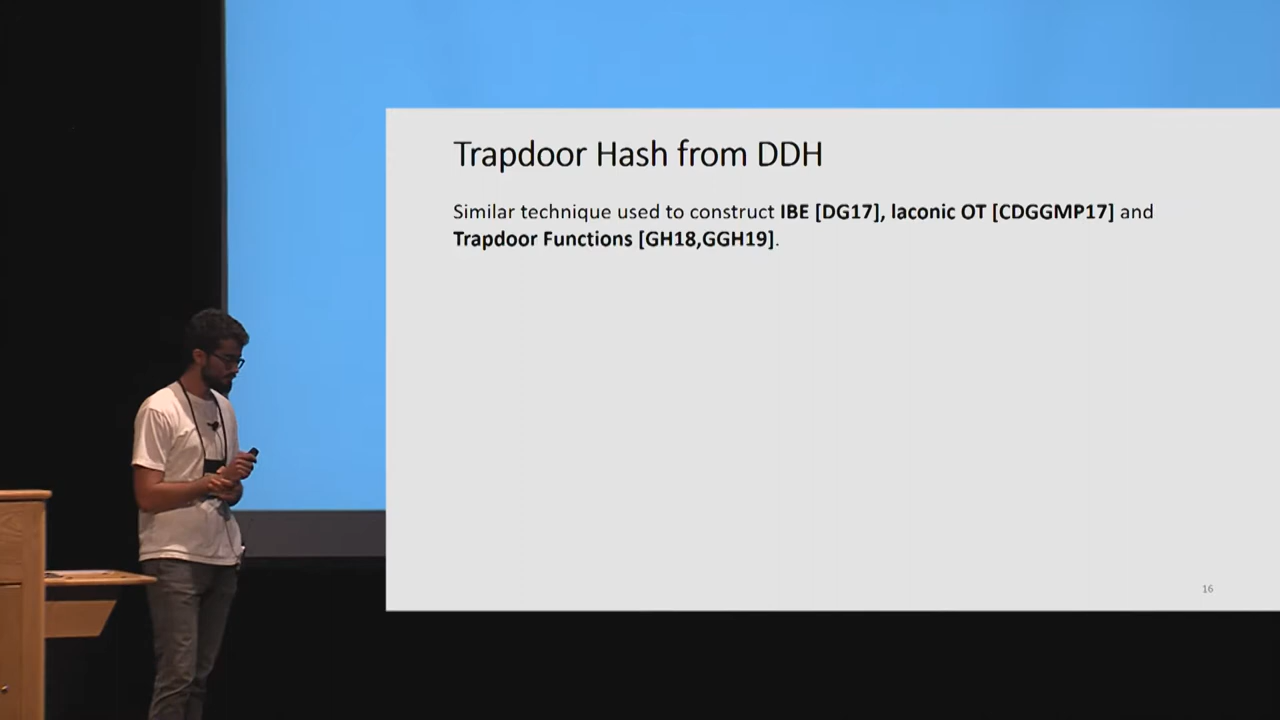 Trapdoor Hash from DDH
Similar technique used to construct IBE [DG17], laconic OT [CDGGMP17] and
Trapdoor Functions [GH18,GGH19].
16